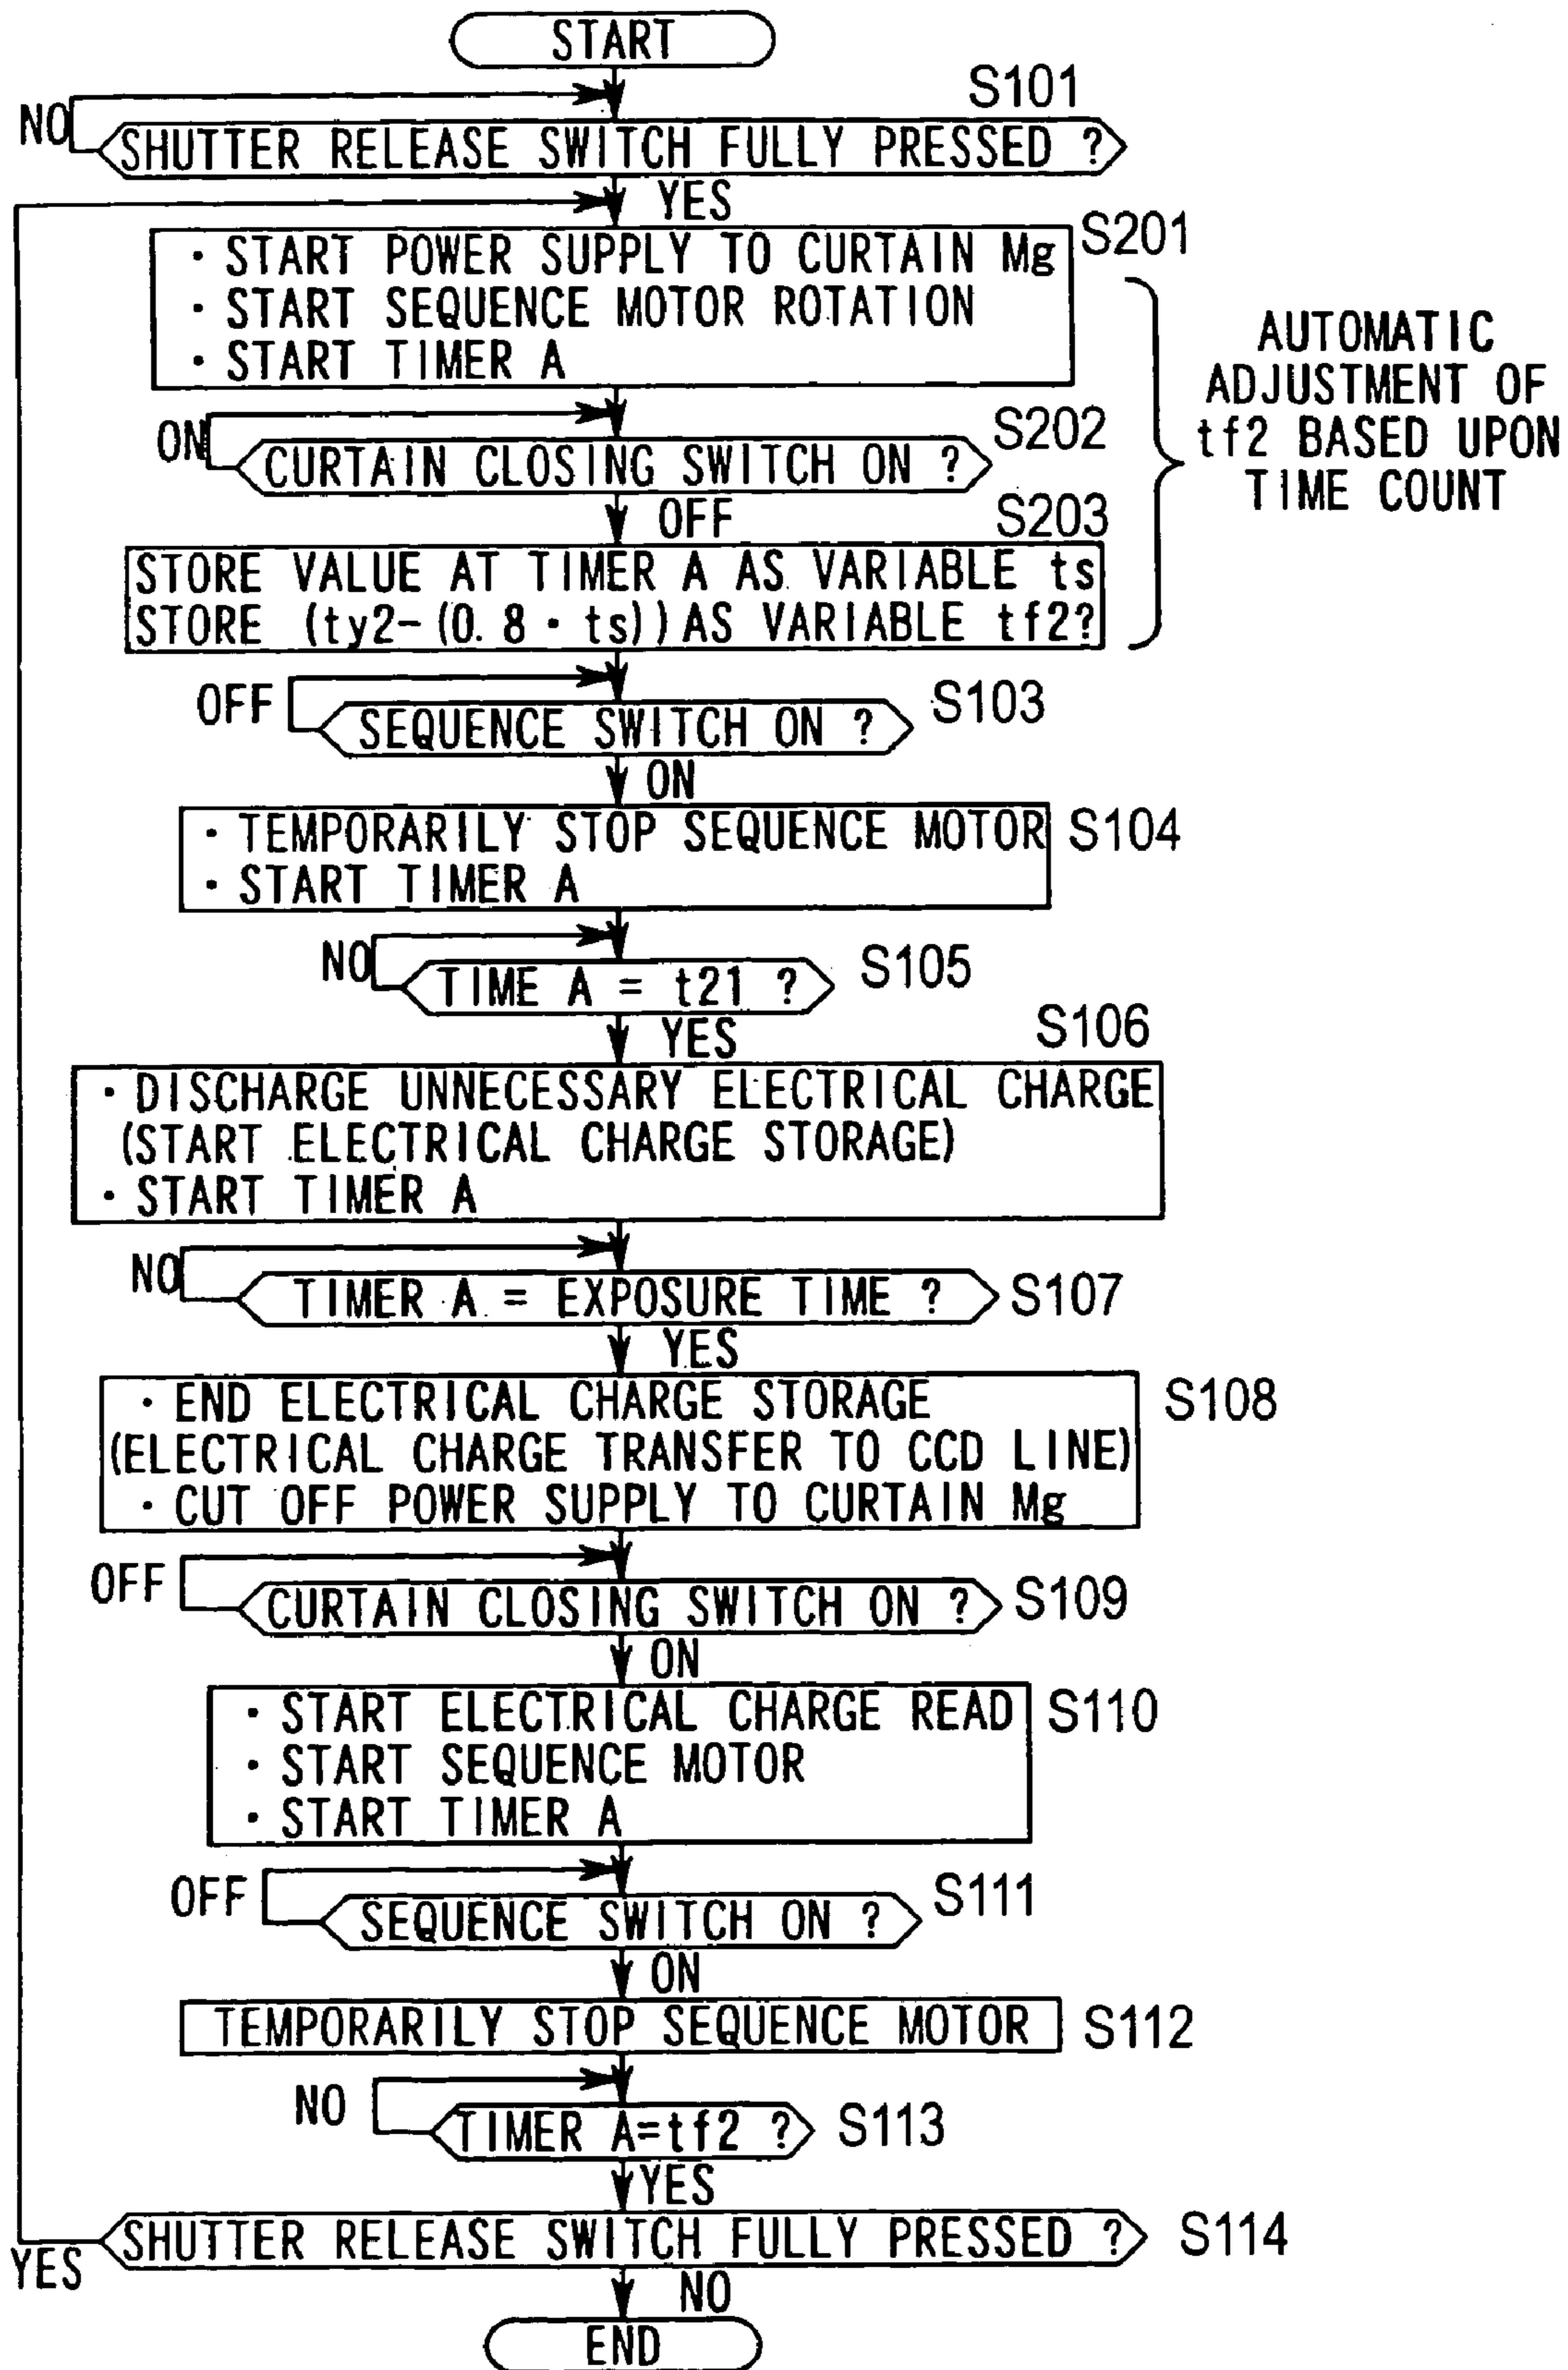 START
S101
NO
SHUTTER RELEASE SWITCH FULLY PRESSED ?
YES
S201
・START POWER SUPPLY TO CURTAIN Mg
・START SEQUENCE MOTOR ROTATION
・START TIMER A
AUTOMATIC
ADJUSTMENT OF
tf2 BASED UPON
TIME COUNT
ON
S202
CURTAIN CLOSING SWITCH ON ?
OFF
S203
STORE VALUE AT TIMER A AS VARIABLE ts
STORE (ty2-(0.8・ts)) AS VARIABLE tf2?
OFF
S103
SEQUENCE SWITCH ON ?
ON
・TEMPORARILY STOP SEQUENCE MOTOR
S104
・START TIMER A
NO
S105
TIME A = t21 ?
YES
S106
・DISCHARGE UNNECESSARY ELECTRICAL CHARGE
(START ELECTRICAL CHARGE STORAGE)
・START TIMER A
NO
TIMER A = EXPOSURE TIME ?
S107
YES
・END ELECTRICAL CHARGE STORAGE
S108
(ELECTRICAL CHARGE TRANSFER TO CCD LINE)
・CUT OFF POWER SUPPLY TO CURTAIN Mg
OFF
CURTAIN CLOSING SWITCH ON ?
S109
ON
・START ELECTRICAL CHARGE READ
S110
・START SEQUENCE MOTOR
・START TIMER A
OFF
S111
SEQUENCE SWITCH ON ?
ON
TEMPORARILY STOP SEQUENCE MOTOR
S112
NO
TIMER A=tf2 ?
S113
YES
SHUTTER RELEASE SWITCH FULLY PRESSED ?
S114
YES
NO
END